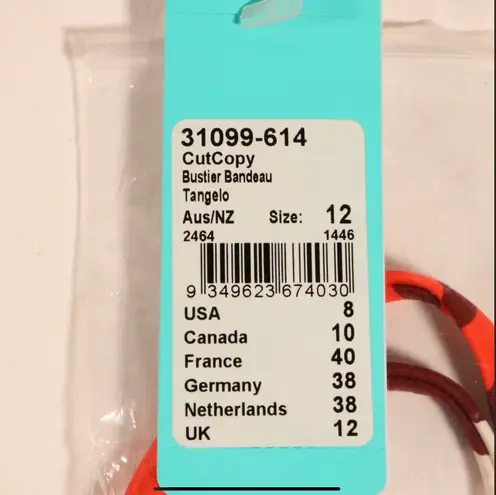 31099-614
CutCopy
Bustier Bandeau
Tangelo
Aus/NZ Size: 12
2464 1446
9 349623 674030
USA 8
Canada 10
France 40
Germany 38
Netherlands 38
UK 12